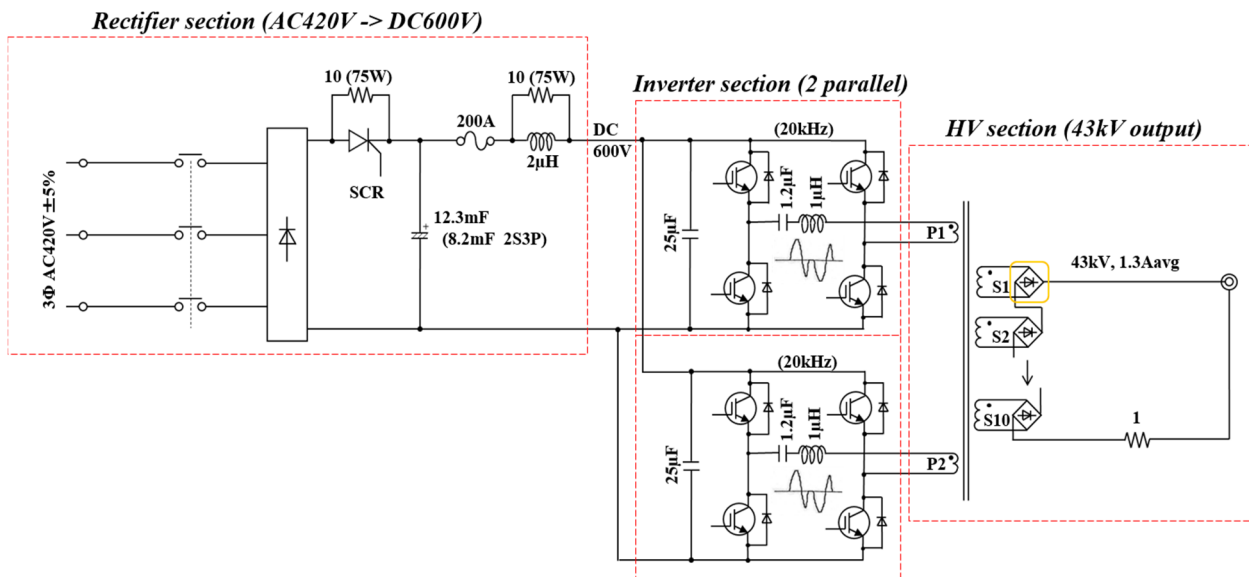 Rectifier section (AC420V -> DC600V)
10 (75W)
10 (75W)
Inverter section (2 parallel)
HV section (43kV output)
200A
DC
600V
2μH
SCR
3Φ AC420V±5%
12.3mF
(8.2mF 2S3P)
+
(20kHz)
1.2μF
1μH
25μF
P1
S1
43kV, 1.3Aavg
S2
(20kHz)
1.2μF
1μH
25μF
P2
S10
1